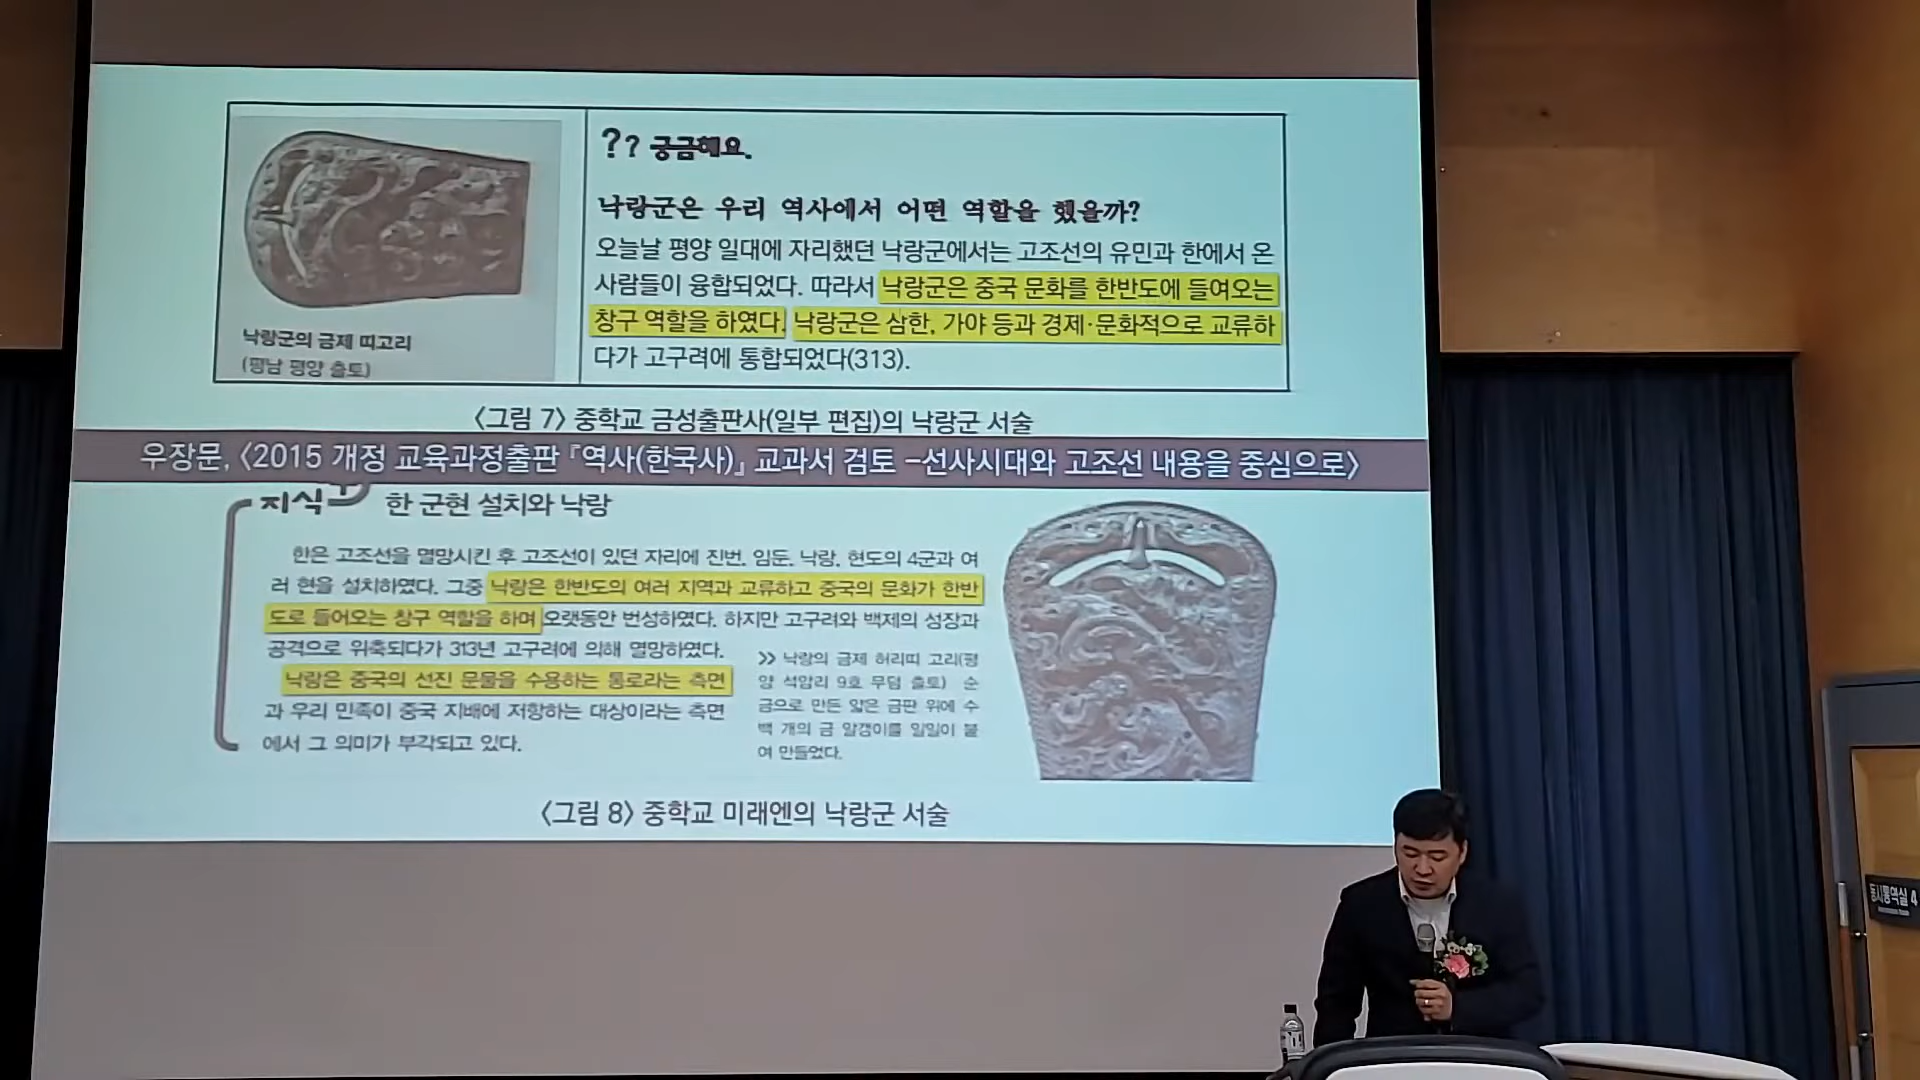 ?? 궁금해요.
낙랑군은 우리 역사에서 어떤 역할을 했을까?
오늘날 평양 일대에 자리했던 낙랑군에서는 고조선의 유민과 한에서 온
사람들이 융합되었다. 따라서 낙랑군은 중국 문화를 한반도에 들여오는
창구 역할을 하였다. 낙랑군은 삼한, 가야 등과 경제·문화적으로 교류하
다가 고구려에 통합되었다(313).
낙랑군의 금제 띠고리
(평남 평양 출토)
<그림 7> 중학교 금성출판사(일부 편집)의 낙랑군 서술
우장문, <2015 개정 교육과정출판 『역사(한국사)』 교과서 검토 -선사시대와 고조선 내용을 중심으로>
지식
한 군현 설치와 낙랑
한은 고조선을 멸망시킨 후 고조선이 있던 자리에 진번, 임둔, 낙랑, 현도의 4군과 여
러 현을 설치하였다. 그중 낙랑은 한반도의 여러 지역과 교류하고 중국의 문화가 한반
도로 들어오는 창구 역할을 하며 오랫동안 번성하였다. 하지만 고구려와 백제의 성장과
공격으로 위축되다가 313년 고구려에 의해 멸망하였다.
낙랑은 중국의 선진 문물을 수용하는 통로라는 측면
과 우리 민족이 중국 지배에 저항하는 대상이라는 측면
에서 그 의미가 부각되고 있다.
>> 낙랑의 금제 허리띠 고리(평
양 석암리 9호 무덤 출토) 순
금으로 만든 얇은 금판 위에 수
백 개의 금 알갱이를 일일이 붙
여 만들었다.
<그림 8> 중학교 미래엔의 낙랑군 서술
동시통역실 4